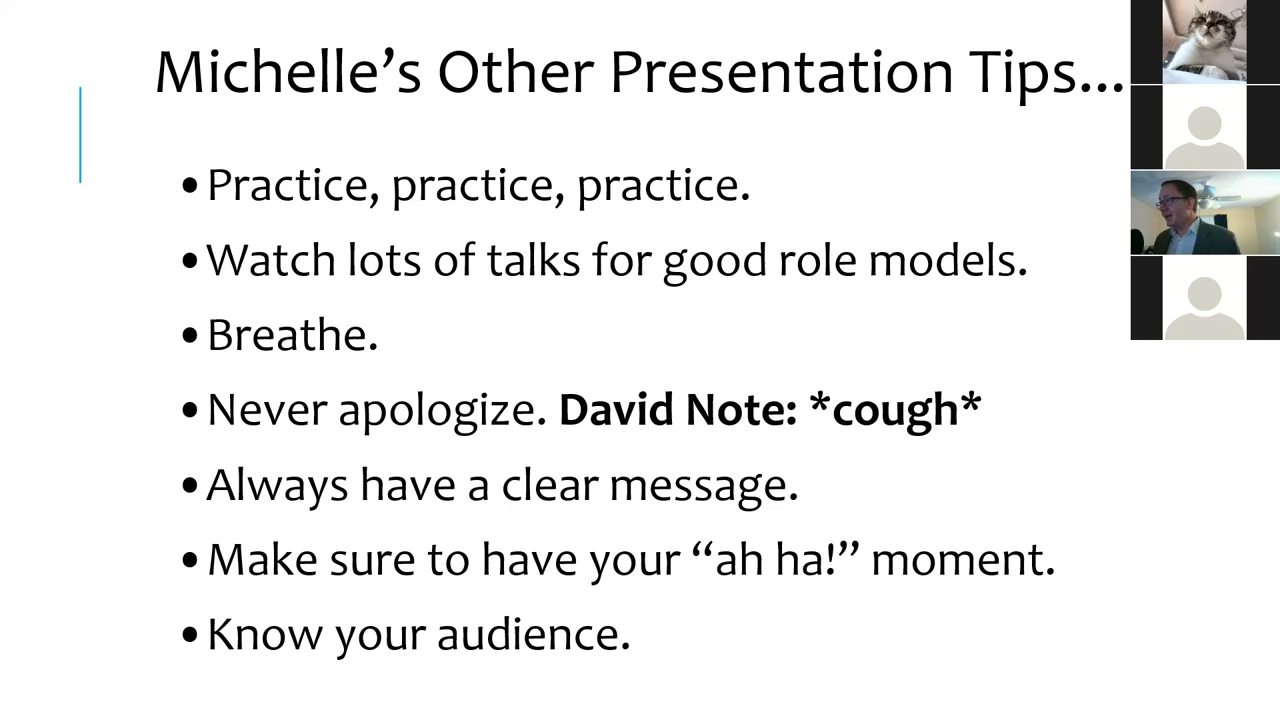 Michelle’s Other Presentation Tips...
•Practice, practice, practice.
•Watch lots of talks for good role models.
•Breathe.
•Never apologize. David Note: *cough*
•Always have a clear message.
•Make sure to have your “ah ha!” moment.
•Know your audience.